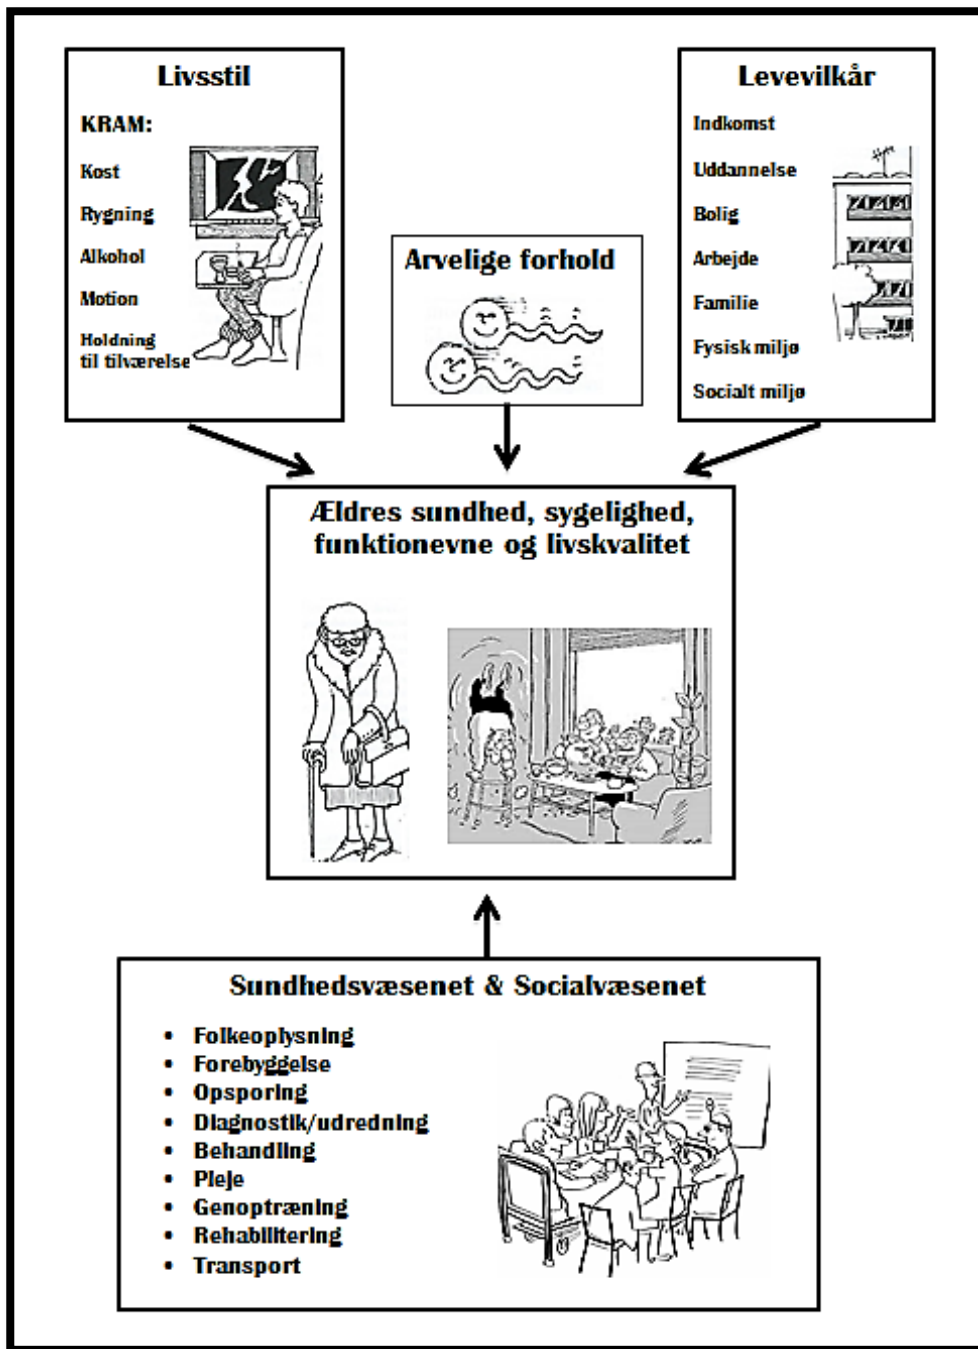 Livsstil
KRAM:
Kost
Rygning
Alkohol
Motion
Holdning
til tilværelse
Arvelige forhold
Levevilkår
Indkomst
Uddannelse
Bolig
Arbejde
Familie
Fysisk miljø
Socialt miljø
Ældres sundhed, sygelighed,
funktionevne og livskvalitet
Sundhedsvæsenet & Socialvæsenet
• Folkeoplysning
• Forebyggelse
• Opsporing
• Diagnostik/udredning
• Behandling
• Pleje
• Genoptræning
• Rehabilitering
• Transport